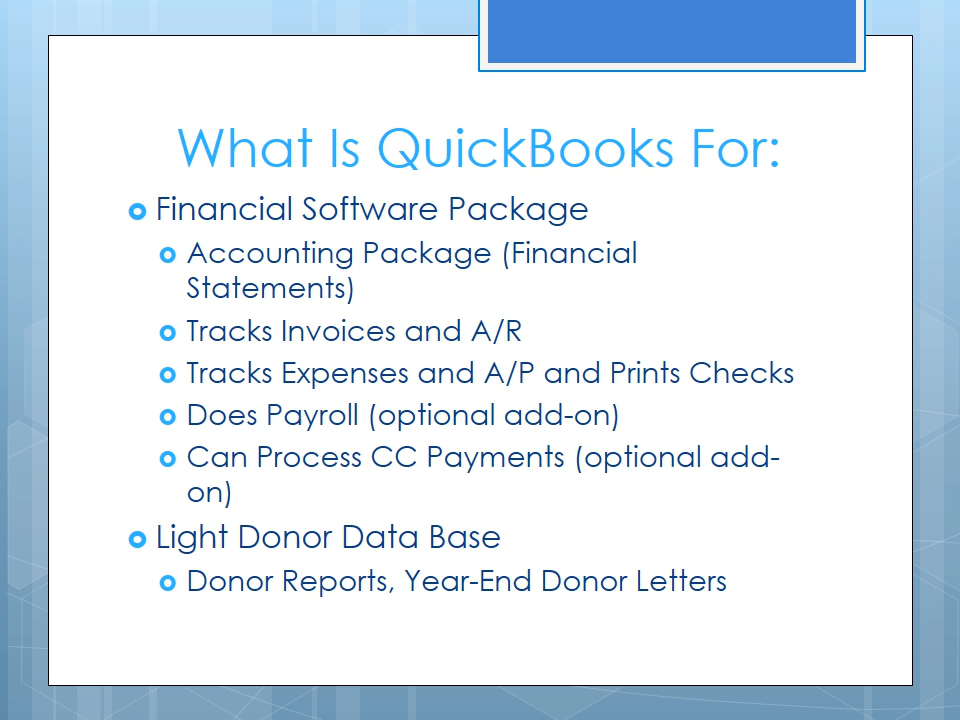 What Is QuickBooks For:
Financial Software Package
Accounting Package (Financial
Statements)
Tracks Invoices and A/R
Tracks Expenses and A/P and Prints Checks
Does Payroll (optional add-on)
Can Process CC Payments (optional add-
on)
Light Donor Data Base
Donor Reports, Year-End Donor Letters